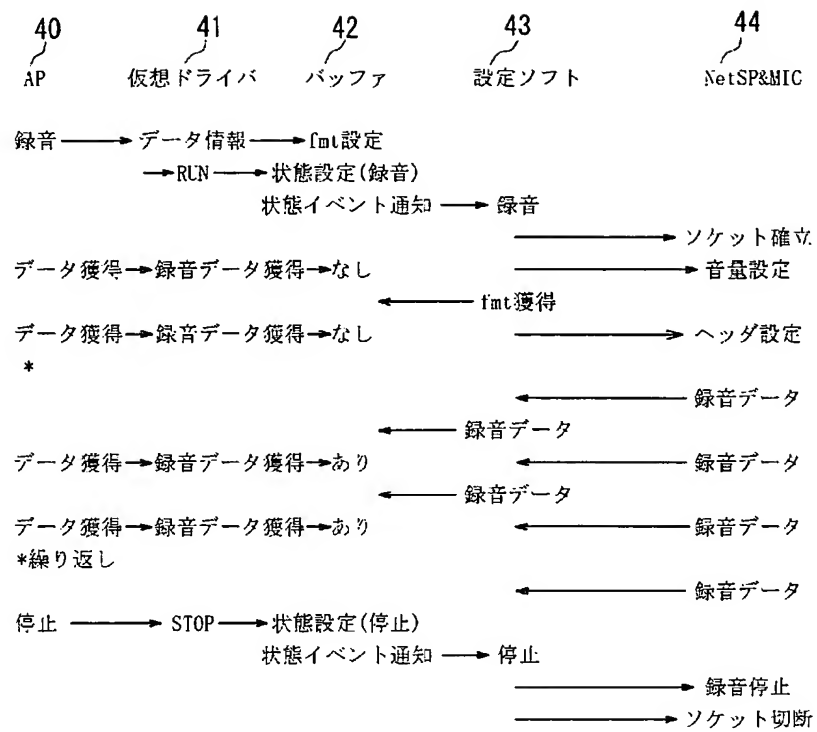 40 41 42 43 44
AP 仮想ドライバ バッファ 設定ソフト NetSP&MIC
録音 → データ情報 → fmt設定
→ RUN → 状態設定(録音)
状態イベント通知 → 録音
→ ソケット確立
データ獲得 → 録音データ獲得 → なし → 音量設定
← fmt獲得
データ獲得 → 録音データ獲得 → なし → ヘッダ設定
*
← 録音データ
← 録音データ
データ獲得 → 録音データ獲得 → あり ← 録音データ
← 録音データ
データ獲得 → 録音データ獲得 → あり ← 録音データ
*繰り返し
← 録音データ
停止 → STOP → 状態設定(停止)
状態イベント通知 → 停止
→ 録音停止
→ ソケット切断